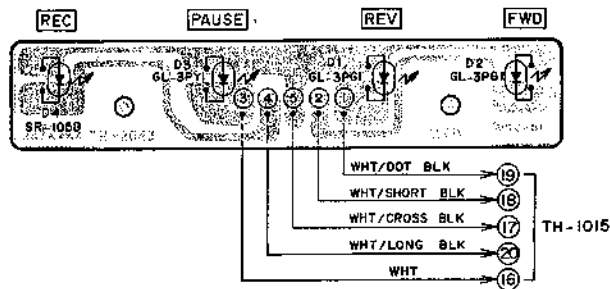 REC PAUSE REV FWD
D3 D1 D2
GL-3PY GL-3PG1 GL-3PG1
3 4 5 2 1
SR-105D
WHT/DOT BLK 19
WHT/SHORT BLK 18
WHT/CROSS BLK 17
TH-1015
WHT/LONG BLK 20
WHT 16